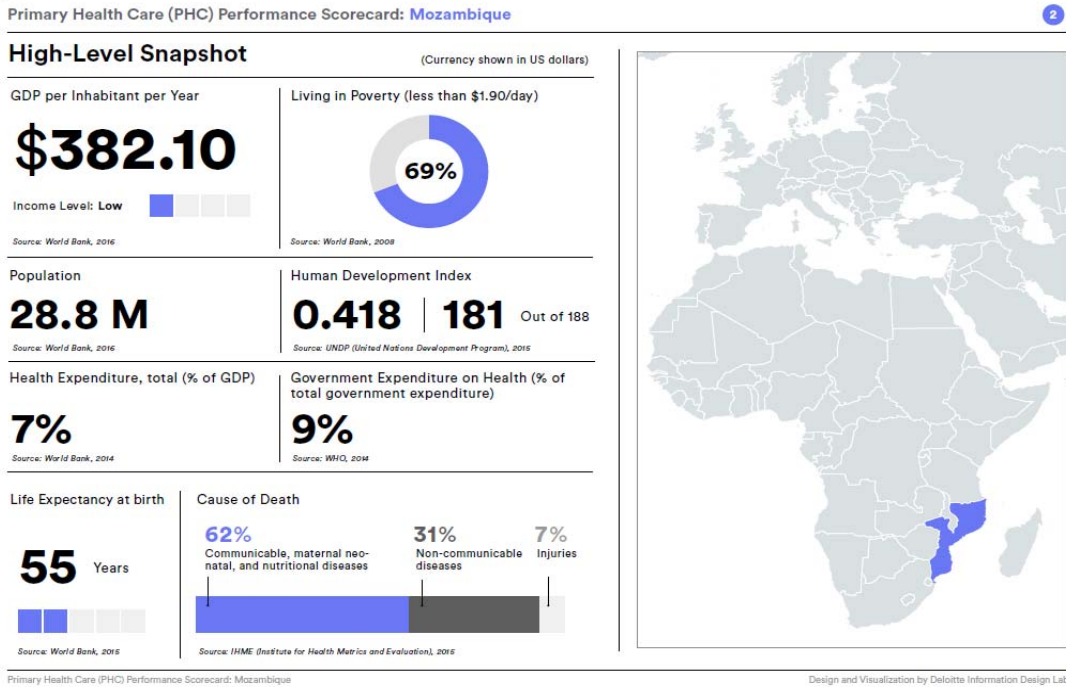 Primary Health Care (PHC) Performance Scorecard: Mozambique
2
High-Level Snapshot
(Currency shown in US dollars)
GDP per Inhabitant per Year
$382.10
Income Level: Low
Source: World Bank, 2016
Living in Poverty (less than $1.90/day)
69%
Source: World Bank, 2008
Population
28.8 M
Source: World Bank, 2016
Human Development Index
0.418 | 181 Out of 188
Source: UNDP (United Nations Development Program), 2015
Health Expenditure, total (% of GDP)
7%
Source: World Bank, 2014
Government Expenditure on Health (% of
total government expenditure)
9%
Source: WHO, 2014
Life Expectancy at birth
55 Years
Source: World Bank, 2015
Cause of Death
62%
Communicable, maternal neo-
natal, and nutritional diseases
31%
Non-communicable
diseases
7%
Injuries
Source: IHME (Institute for Health Metrics and Evaluation), 2015
Primary Health Care (PHC) Performance Scorecard: Mozambique
Design and Visualization by Deloitte Information Design Lab